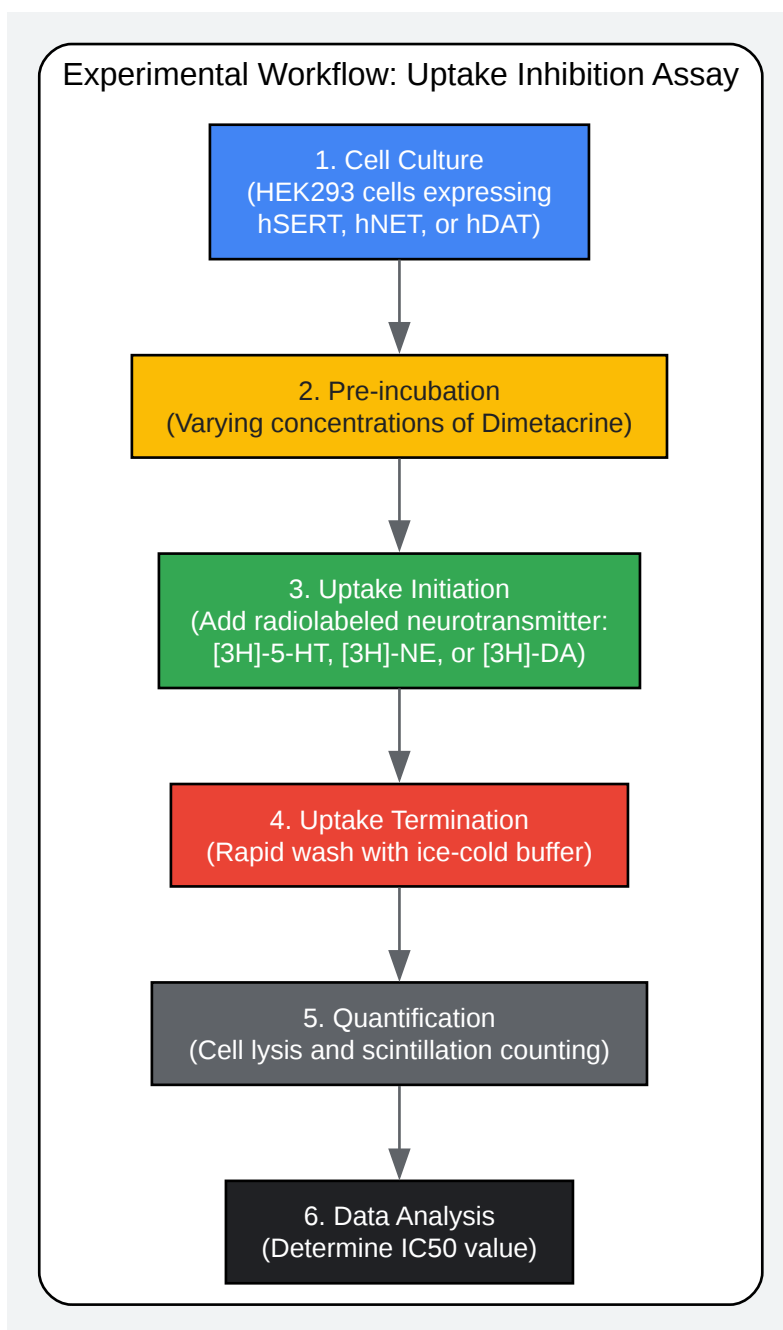 Experimental Workflow: Uptake Inhibition Assay
1. Cell Culture
(HEK293 cells expressing
hSERT, hNET, or hDAT)
2. Pre-incubation
(Varying concentrations of Dimetacrine)
3. Uptake Initiation
(Add radiolabeled neurotransmitter:
[3H]-5-HT, [3H]-NE, or [3H]-DA)
4. Uptake Termination
(Rapid wash with ice-cold buffer)
5. Quantification
(Cell lysis and scintillation counting)
6. Data Analysis
(Determine IC50 value)